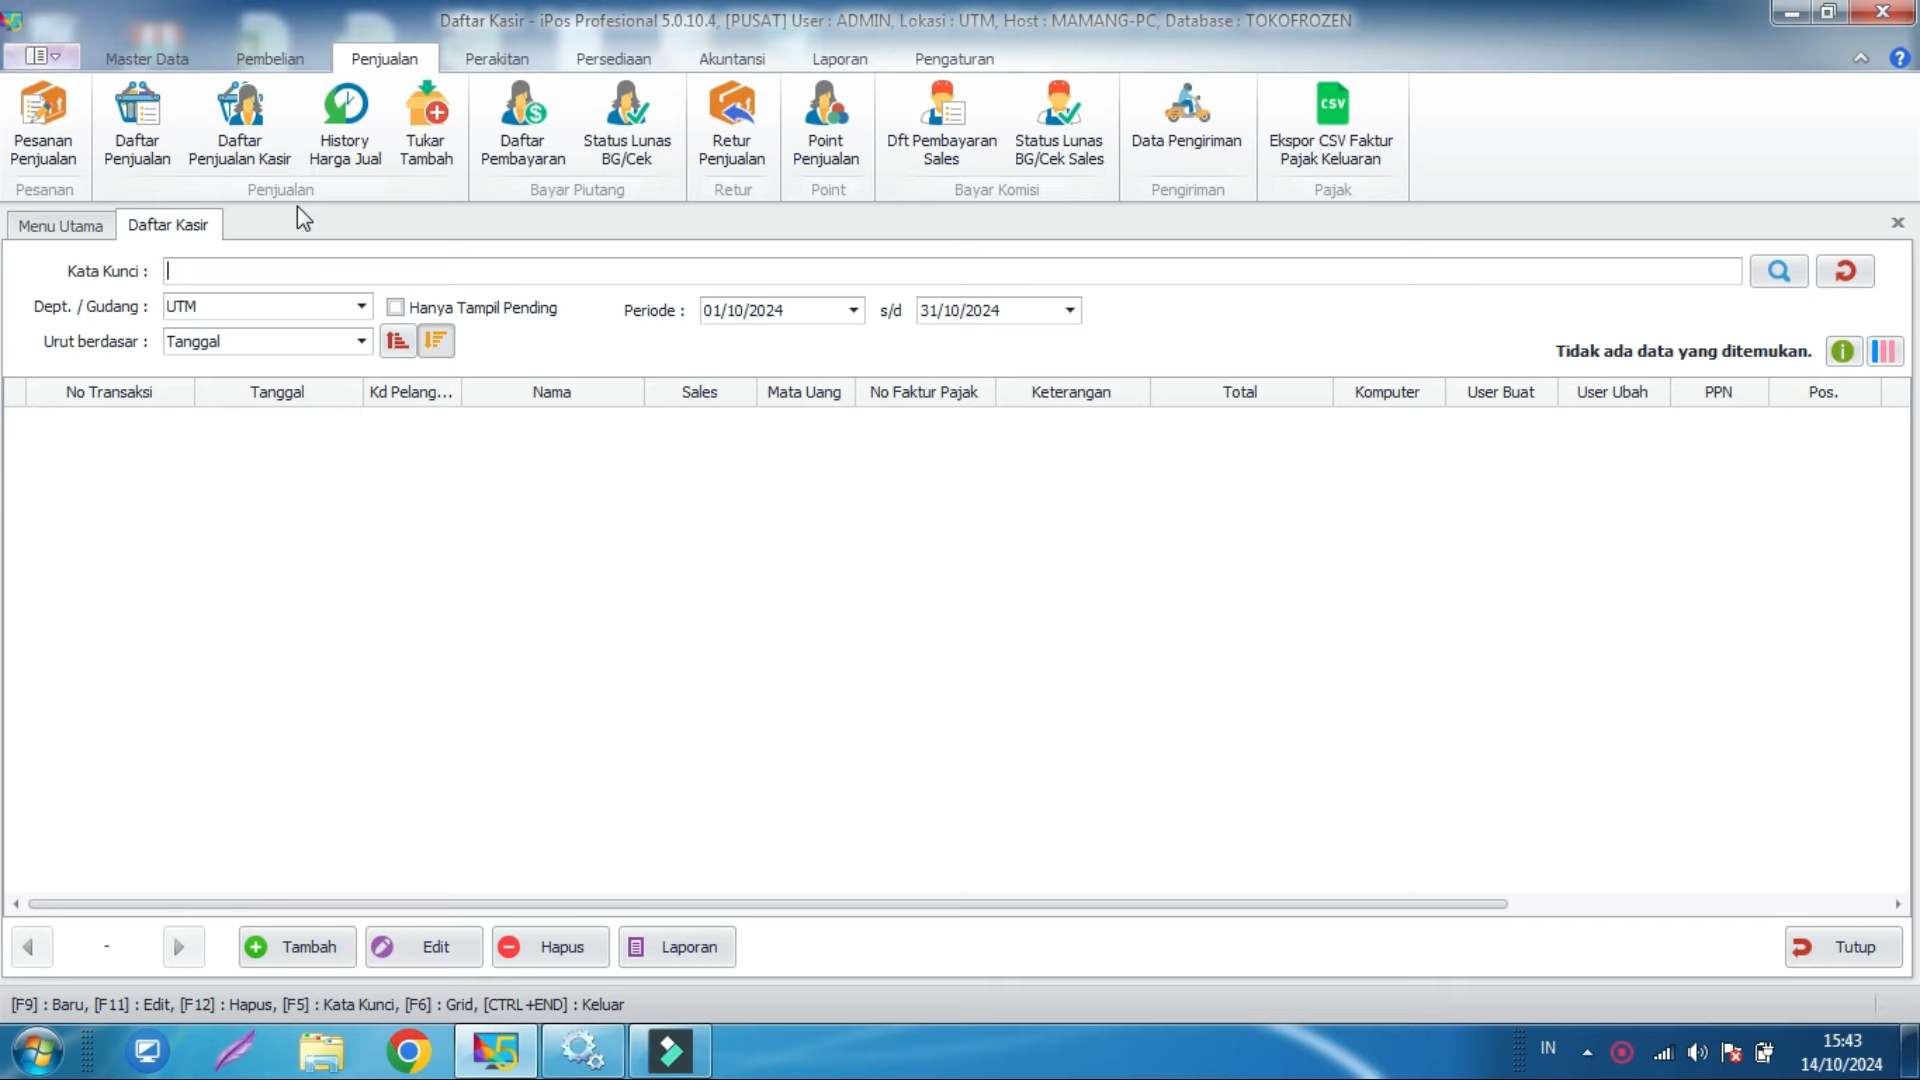 Daftar Kasir - iPos Profesional 5.0.10.4, [PUSAT] User : ADMIN, Lokasi : UTM, Host : MAMANG-PC, Database : TOKOFROZEN
Master Data Pembelian Penjualan Perakitan Persediaan Akuntansi Laporan Pengaturan
Pesanan Penjualan
Daftar Penjualan
Daftar Penjualan Kasir
History Harga Jual
Tukar Tambah
Daftar Pembayaran
Status Lunas BG/Cek
Retur Penjualan
Point Penjualan
Dft Pembayaran Sales
Status Lunas BG/Cek Sales
Data Pengiriman
CSV
Ekspor CSV Faktur Pajak Keluaran
Pesanan Penjualan Bayar Piutang Retur Point Bayar Komisi Pengiriman Pajak
Menu Utama Daftar Kasir
Kata Kunci :
Dept. / Gudang : UTM Hanya Tampil Pending Periode : 01/10/2024 s/d 31/10/2024
Urut berdasar : Tanggal
Tidak ada data yang ditemukan.
No Transaksi Tanggal Kd Pelang... Nama Sales Mata Uang No Faktur Pajak Keterangan Total Komputer User Buat User Ubah PPN Pos.
- Tambah Edit Hapus Laporan Tutup
[F9] : Baru, [F11] : Edit, [F12] : Hapus, [F5] : Kata Kunci, [F6] : Grid, [CTRL+END] : Keluar
5 IN 15:43
14/10/2024